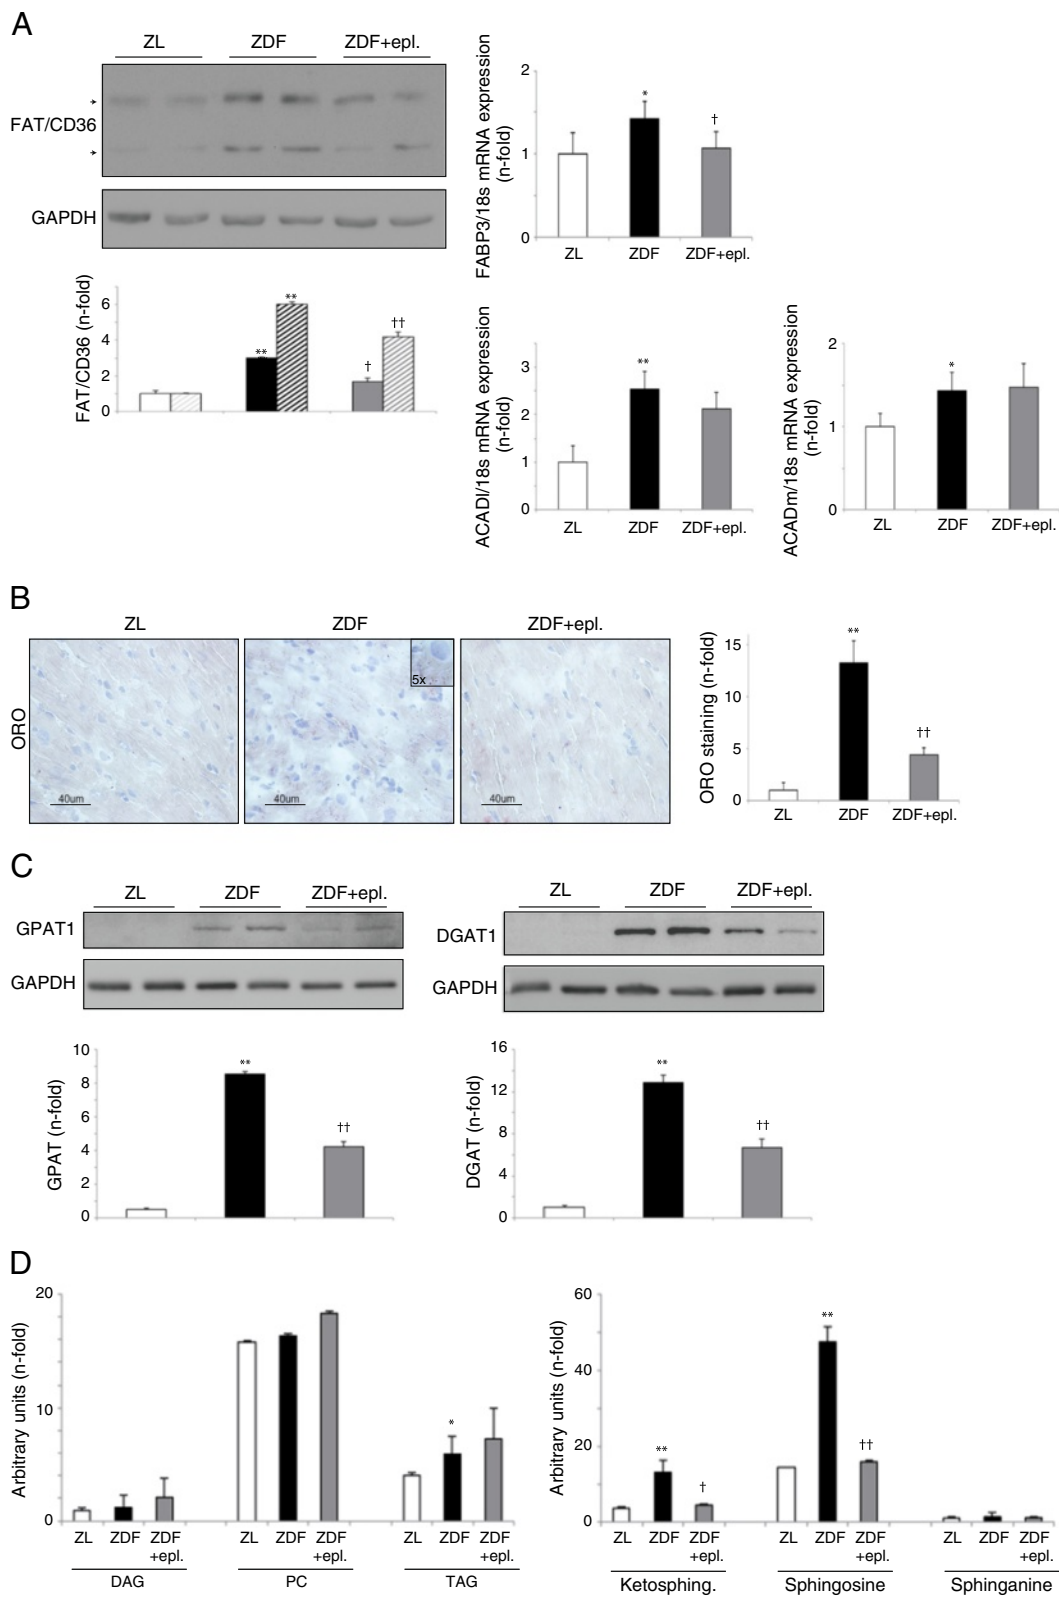 A
ZL ZDF ZDF+epl.
FAT/CD36
GAPDH
FAT/CD36 (n-fold)
6
4
2
0
**
**
†
††
FABP3/18s mRNA expression
(n-fold)
2
1
0
*
†
ZL ZDF ZDF+epl.
ACADl/18s mRNA expression
(n-fold)
3
2
1
0
**
ZL ZDF ZDF+epl.
ACADm/18s mRNA expression
(n-fold)
2
1
0
*
ZL ZDF ZDF+epl.
B
ZL ZDF ZDF+epl.
ORO
5x
40um 40um 40um
ORO staining (n-fold)
15
10
5
0
**
††
ZL ZDF ZDF+epl.
C
ZL ZDF ZDF+epl.
GPAT1
GAPDH
ZL ZDF ZDF+epl.
DGAT1
GAPDH
GPAT (n-fold)
10
8
6
4
2
0
**
††
DGAT (n-fold)
16
12
8
4
0
**
††
D
Arbitrary units (n-fold)
20
10
0
*
ZL ZDF ZDF ZL ZDF ZDF ZL ZDF ZDF
+epl. +epl. +epl.
DAG PC TAG
Arbitrary units (n-fold)
60
40
20
0
**
†
**
††
ZL ZDF ZDF ZL ZDF ZDF ZL ZDF ZDF
+epl. +epl. +epl.
Ketosphing. Sphingosine Sphinganine